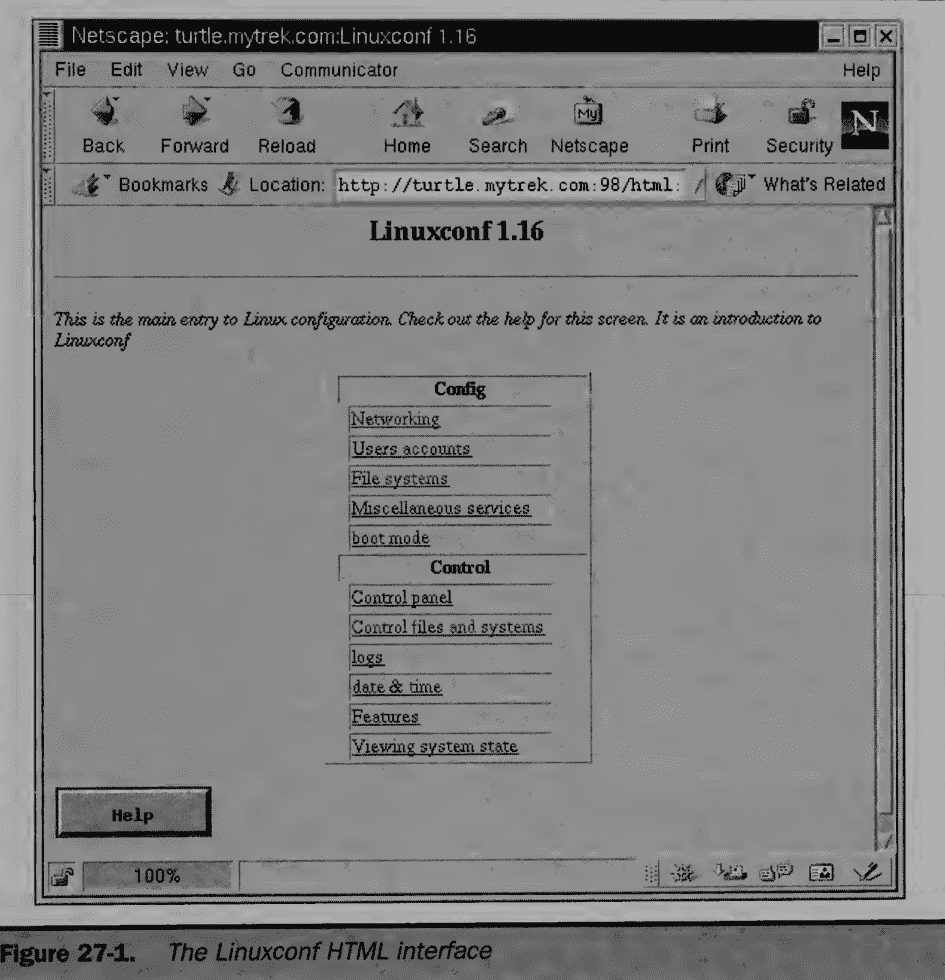 Netscape: turtle.mytrek.com:Linuxconf 1.16
File Edit View Go Communicator Help
My N
Back Forward Reload Home Search Netscape Print Security
Bookmarks Location: http://turtle.mytrek.com:98/html: What's Related
Linuxconf 1.16
This is the main entry to Linux configuration. Check out the help for this screen. It is an introduction to
Linuxconf
Config
Networking
Users accounts
File systems
Miscellaneous services
boot mode
Control
Control panel
Control files and systems
logs
date & time
Features
Viewing system state
Help
100%
Figure 27-1. The Linuxconf HTML interface